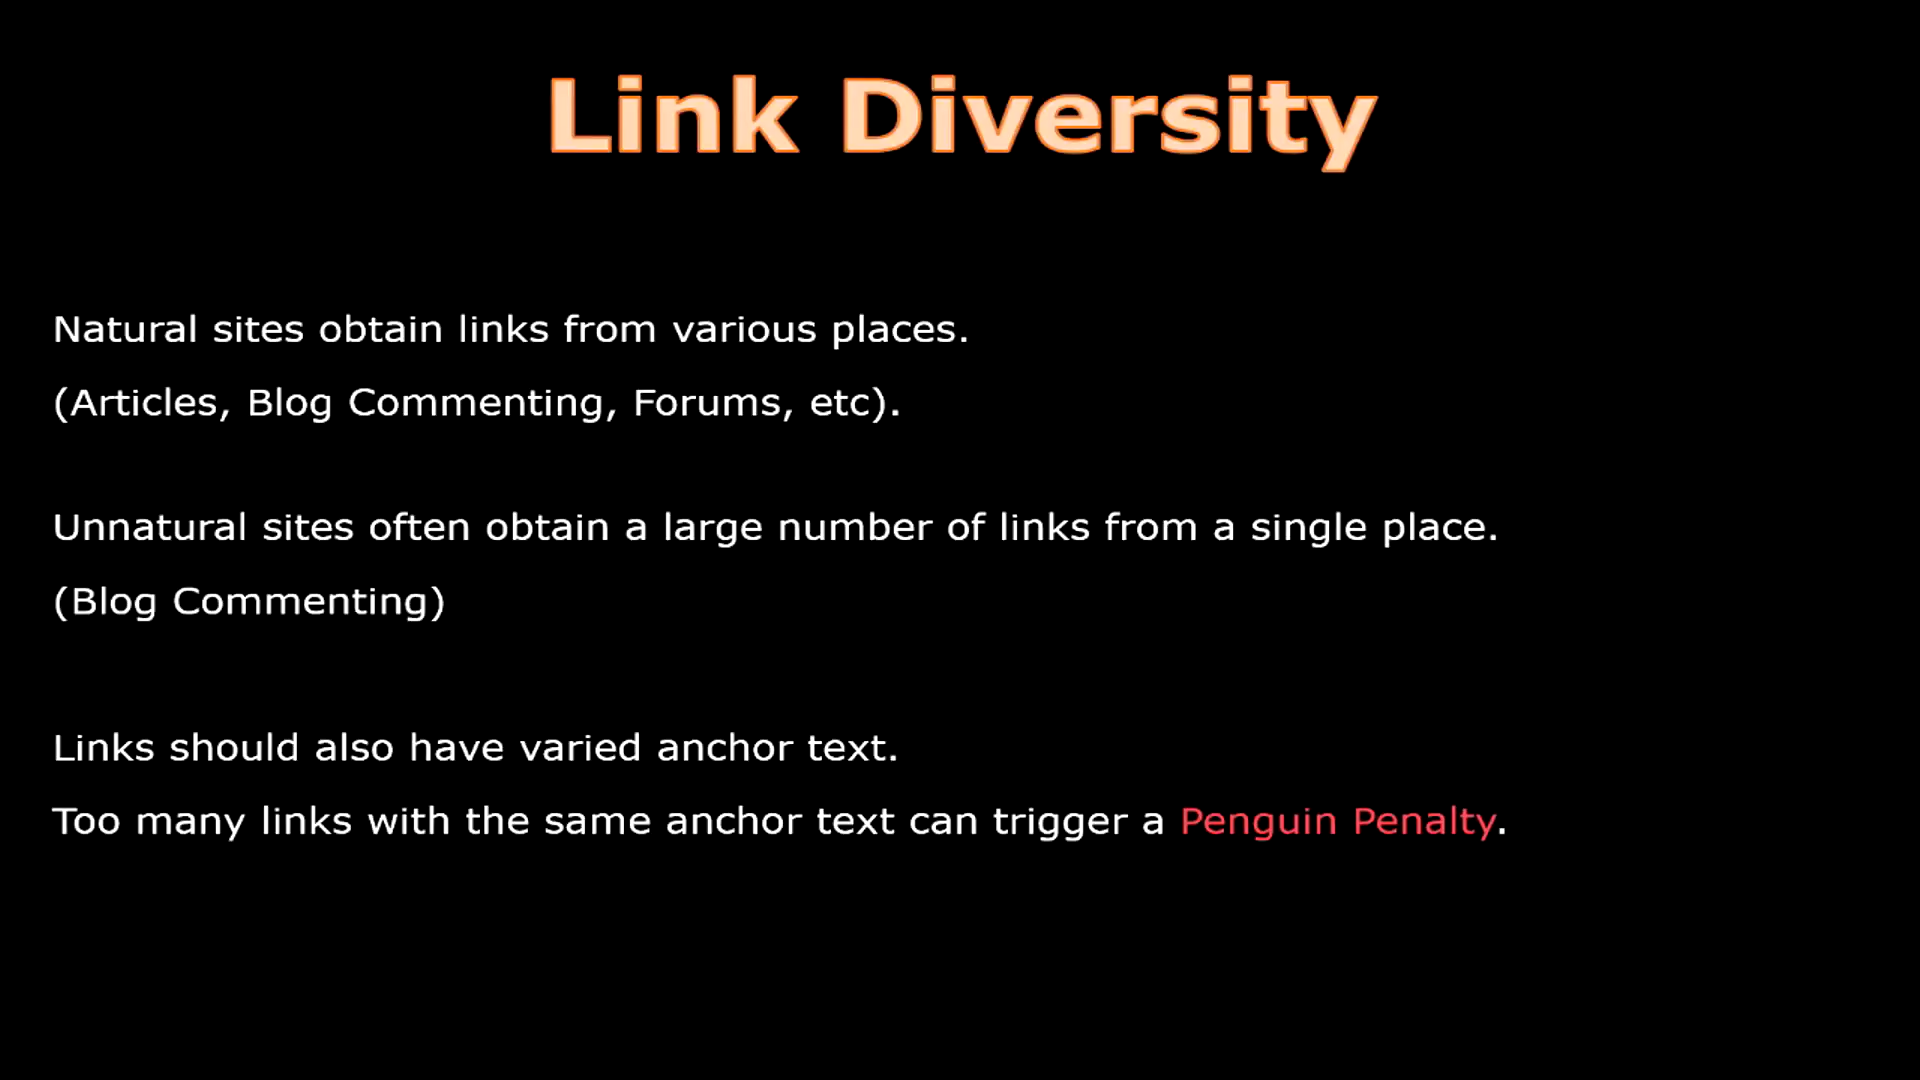 Link Diversity
Natural sites obtain links from various places.
(Articles, Blog Commenting, Forums, etc).
Unnatural sites often obtain a large number of links from a single place.
(Blog Commenting)
Links should also have varied anchor text.
Too many links with the same anchor text can trigger a Penguin Penalty.